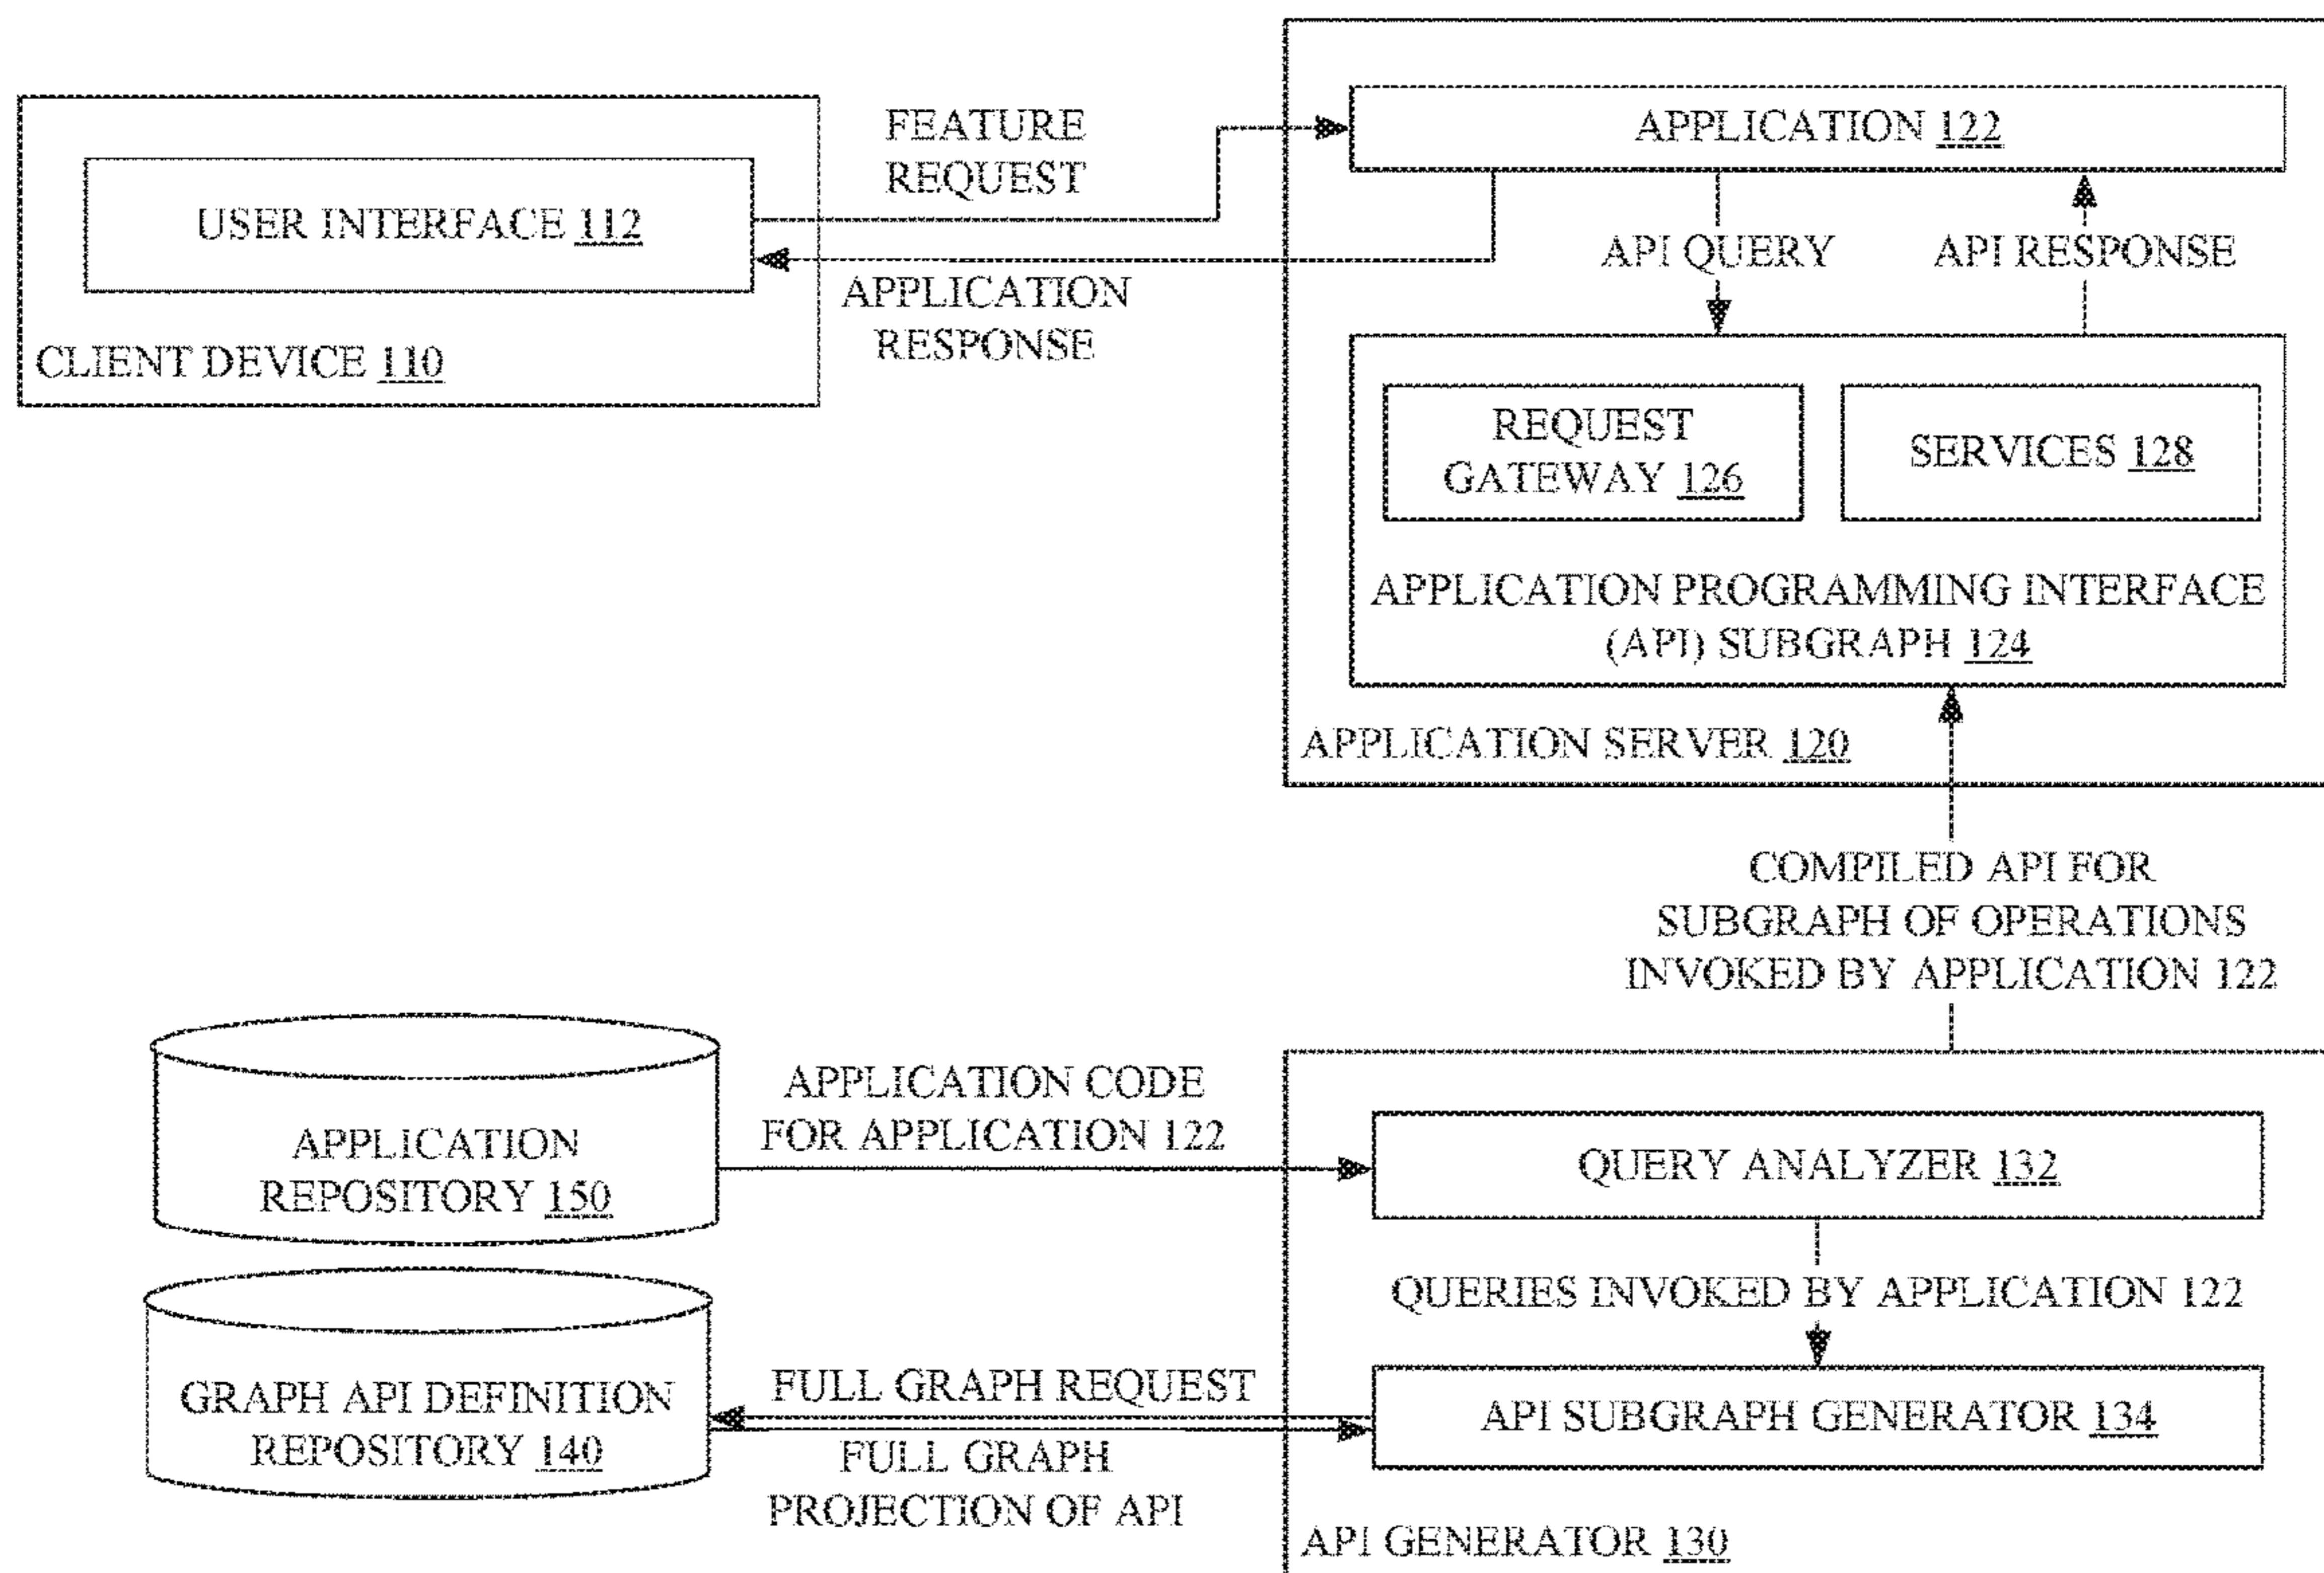 FEATURE
REQUEST
USER INTERFACE 112
APPLICATION
RESPONSE
CLIENT DEVICE 110
APPLICATION 122
API QUERY
API RESPONSE
REQUEST
GATEWAY 126
SERVICES 128
APPLICATION PROGRAMMING INTERFACE
(API) SUBGRAPH 124
APPLICATION SERVER 120
COMPILED API FOR
SUBGRAPH OF OPERATIONS
INVOKED BY APPLICATION 122
APPLICATION
REPOSITORY 150
APPLICATION CODE
FOR APPLICATION 122
QUERY ANALYZER 132
QUERIES INVOKED BY APPLICATION 122
GRAPH API DEFINITION
REPOSITORY 140
FULL GRAPH REQUEST
FULL GRAPH
PROJECTION OF API
API SUBGRAPH GENERATOR 134
API GENERATOR 130